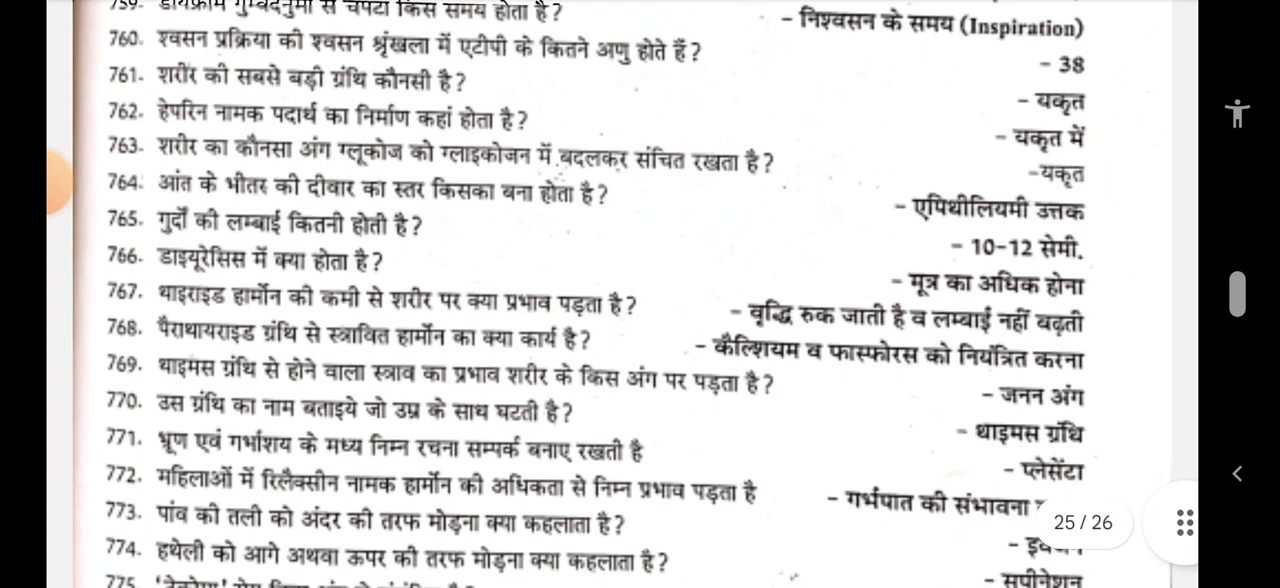 759. डायफ्राम गुम्बदनुमा से चपटा किस समय होता है? - निश्वसन के समय (Inspiration)
760. श्वसन प्रक्रिया की श्वसन श्रृंखला में एटीपी के कितने अणु होते हैं? - 38
761. शरीर की सबसे बड़ी ग्रंथि कौनसी है? - यकृत
762. हेपरिन नामक पदार्थ का निर्माण कहां होता है? - यकृत में
763. शरीर का कौनसा अंग ग्लूकोज को ग्लाइकोजन में बदलकर संचित रखता है? -यकृत
764. आंत के भीतर की दीवार का स्तर किसका बना होता है? - एपिथीलियमी उत्तक
765. गुर्दों की लम्बाई कितनी होती है? - 10-12 सेमी.
766. डाइयूरेसिस में क्या होता है? - मूत्र का अधिक होना
767. थाइराइड हार्मोन की कमी से शरीर पर क्या प्रभाव पड़ता है? - वृद्धि रुक जाती है व लम्बाई नहीं बढ़ती
768. पैराथायराइड ग्रंथि से स्त्रावित हार्मोन का क्या कार्य है? - कैल्शियम व फास्फोरस को नियंत्रित करना
769. थाइमस ग्रंथि से होने वाला स्त्राव का प्रभाव शरीर के किस अंग पर पड़ता है? - जनन अंग
770. उस ग्रंथि का नाम बताइये जो उम्र के साथ घटती है? - थाइमस ग्रंथि
771. भ्रूण एवं गर्भाशय के मध्य निम्न रचना सम्पर्क बनाए रखती है - प्लेसेंटा
772. महिलाओं में रिलैक्सीन नामक हार्मोन की अधिकता से निम्न प्रभाव पड़ता है - गर्भपात की संभावना
773. पांव की तली को अंदर की तरफ मोड़ना क्या कहलाता है?
25 / 26
774. हथेली को आगे अथवा ऊपर की तरफ मोड़ना क्या कहलाता है? - सुपीनेशन
775.